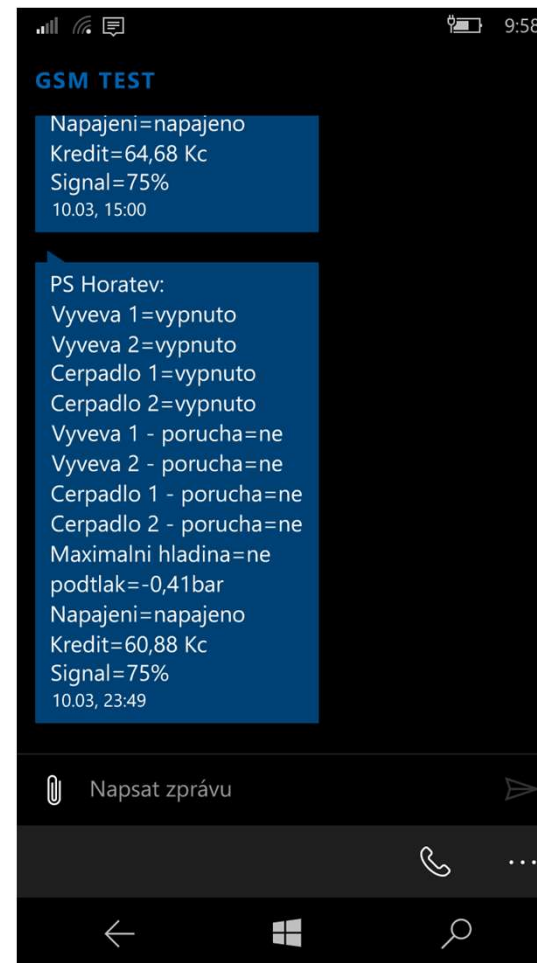 9:58
GSM TEST
Napajeni=napajeno
Kredit=64,68 Kc
Signal=75%
10.03, 15:00
PS Horatev:
Vyveva 1=vypnuto
Vyveva 2=vypnuto
Cerpadlo 1=vypnuto
Cerpadlo 2=vypnuto
Vyveva 1 - porucha=ne
Vyveva 2 - porucha=ne
Cerpadlo 1 - porucha=ne
Cerpadlo 2 - porucha=ne
Maximalni hladina=ne
podtlak=-0,41bar
Napajeni=napajeno
Kredit=60,88 Kc
Signal=75%
10.03, 23:49
Napsat zprávu